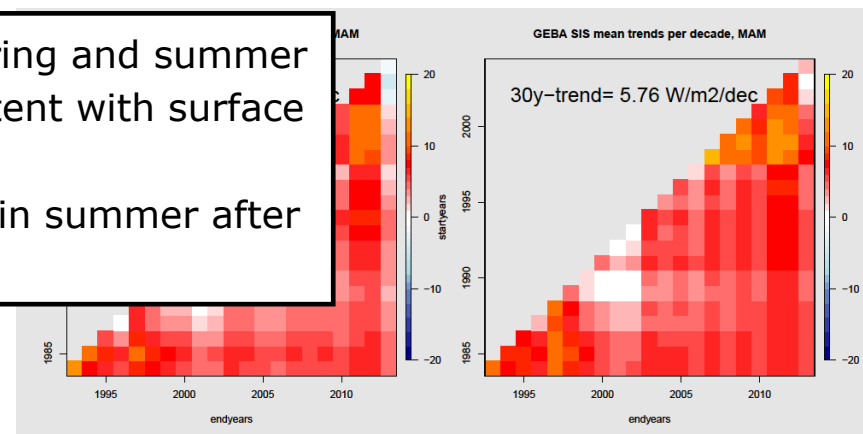 ring and summer
tent with surface
in summer after
MAM
20
10
0
−10
−20
1985
1995
2000
2005
2010
endyears
GEBA SIS mean trends per decade, MAM
30y−trend= 5.76 W/m2/dec
startyears
2000
1995
1990
1985
1995
2000
2005
2010
endyears
20
10
0
−10
−20